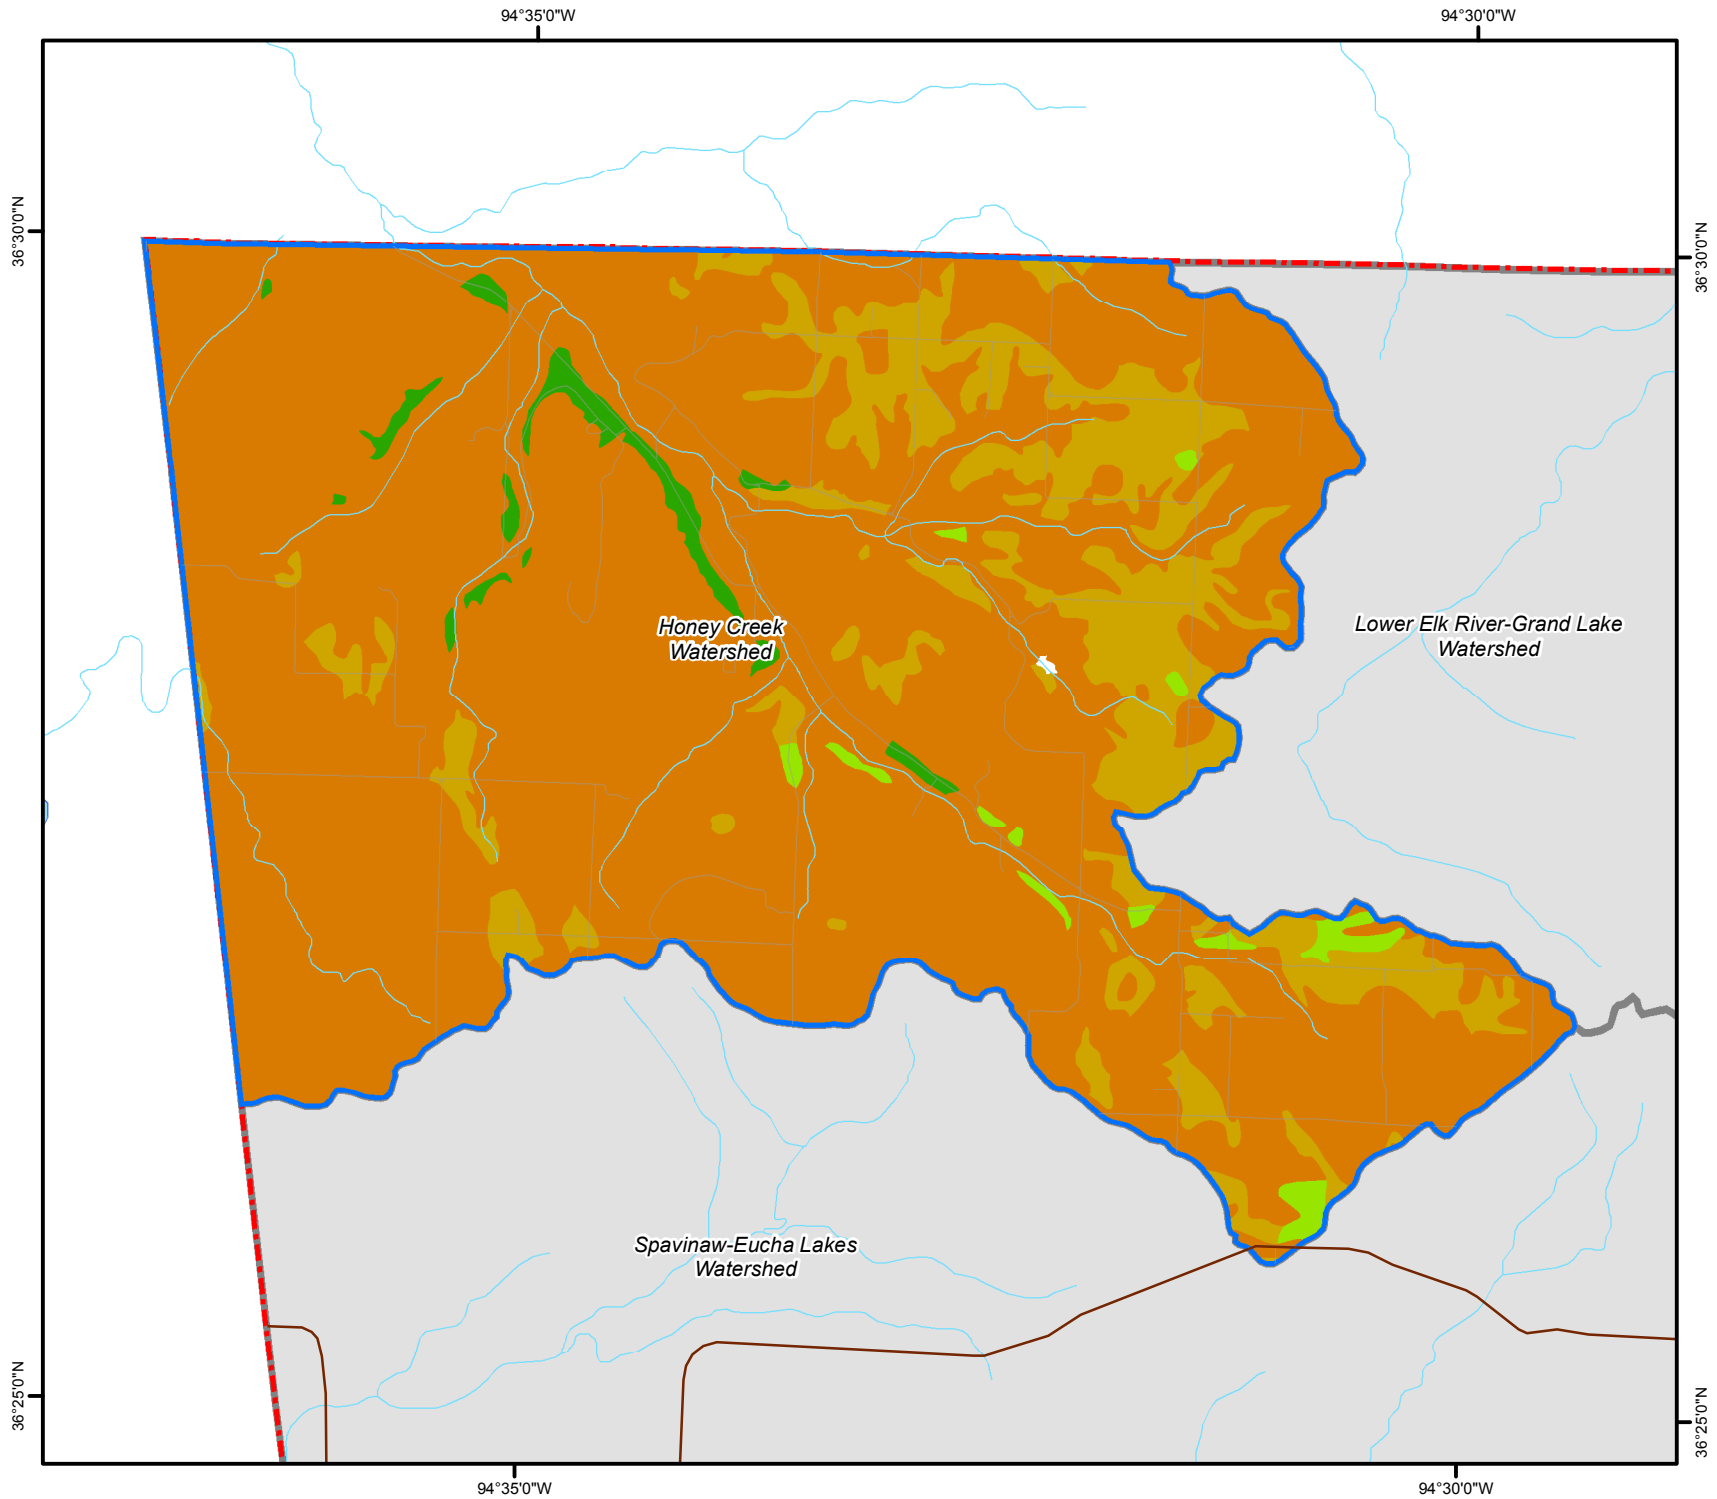 94°35'0"W
94°30'0"W
36°30'0"N
36°30'0"N
Honey Creek
Watershed
Lower Elk River-Grand Lake
Watershed
Spavinaw-Eucha Lakes
Watershed
36°25'0"N
36°25'0"N
94°35'0"W
94°30'0"W